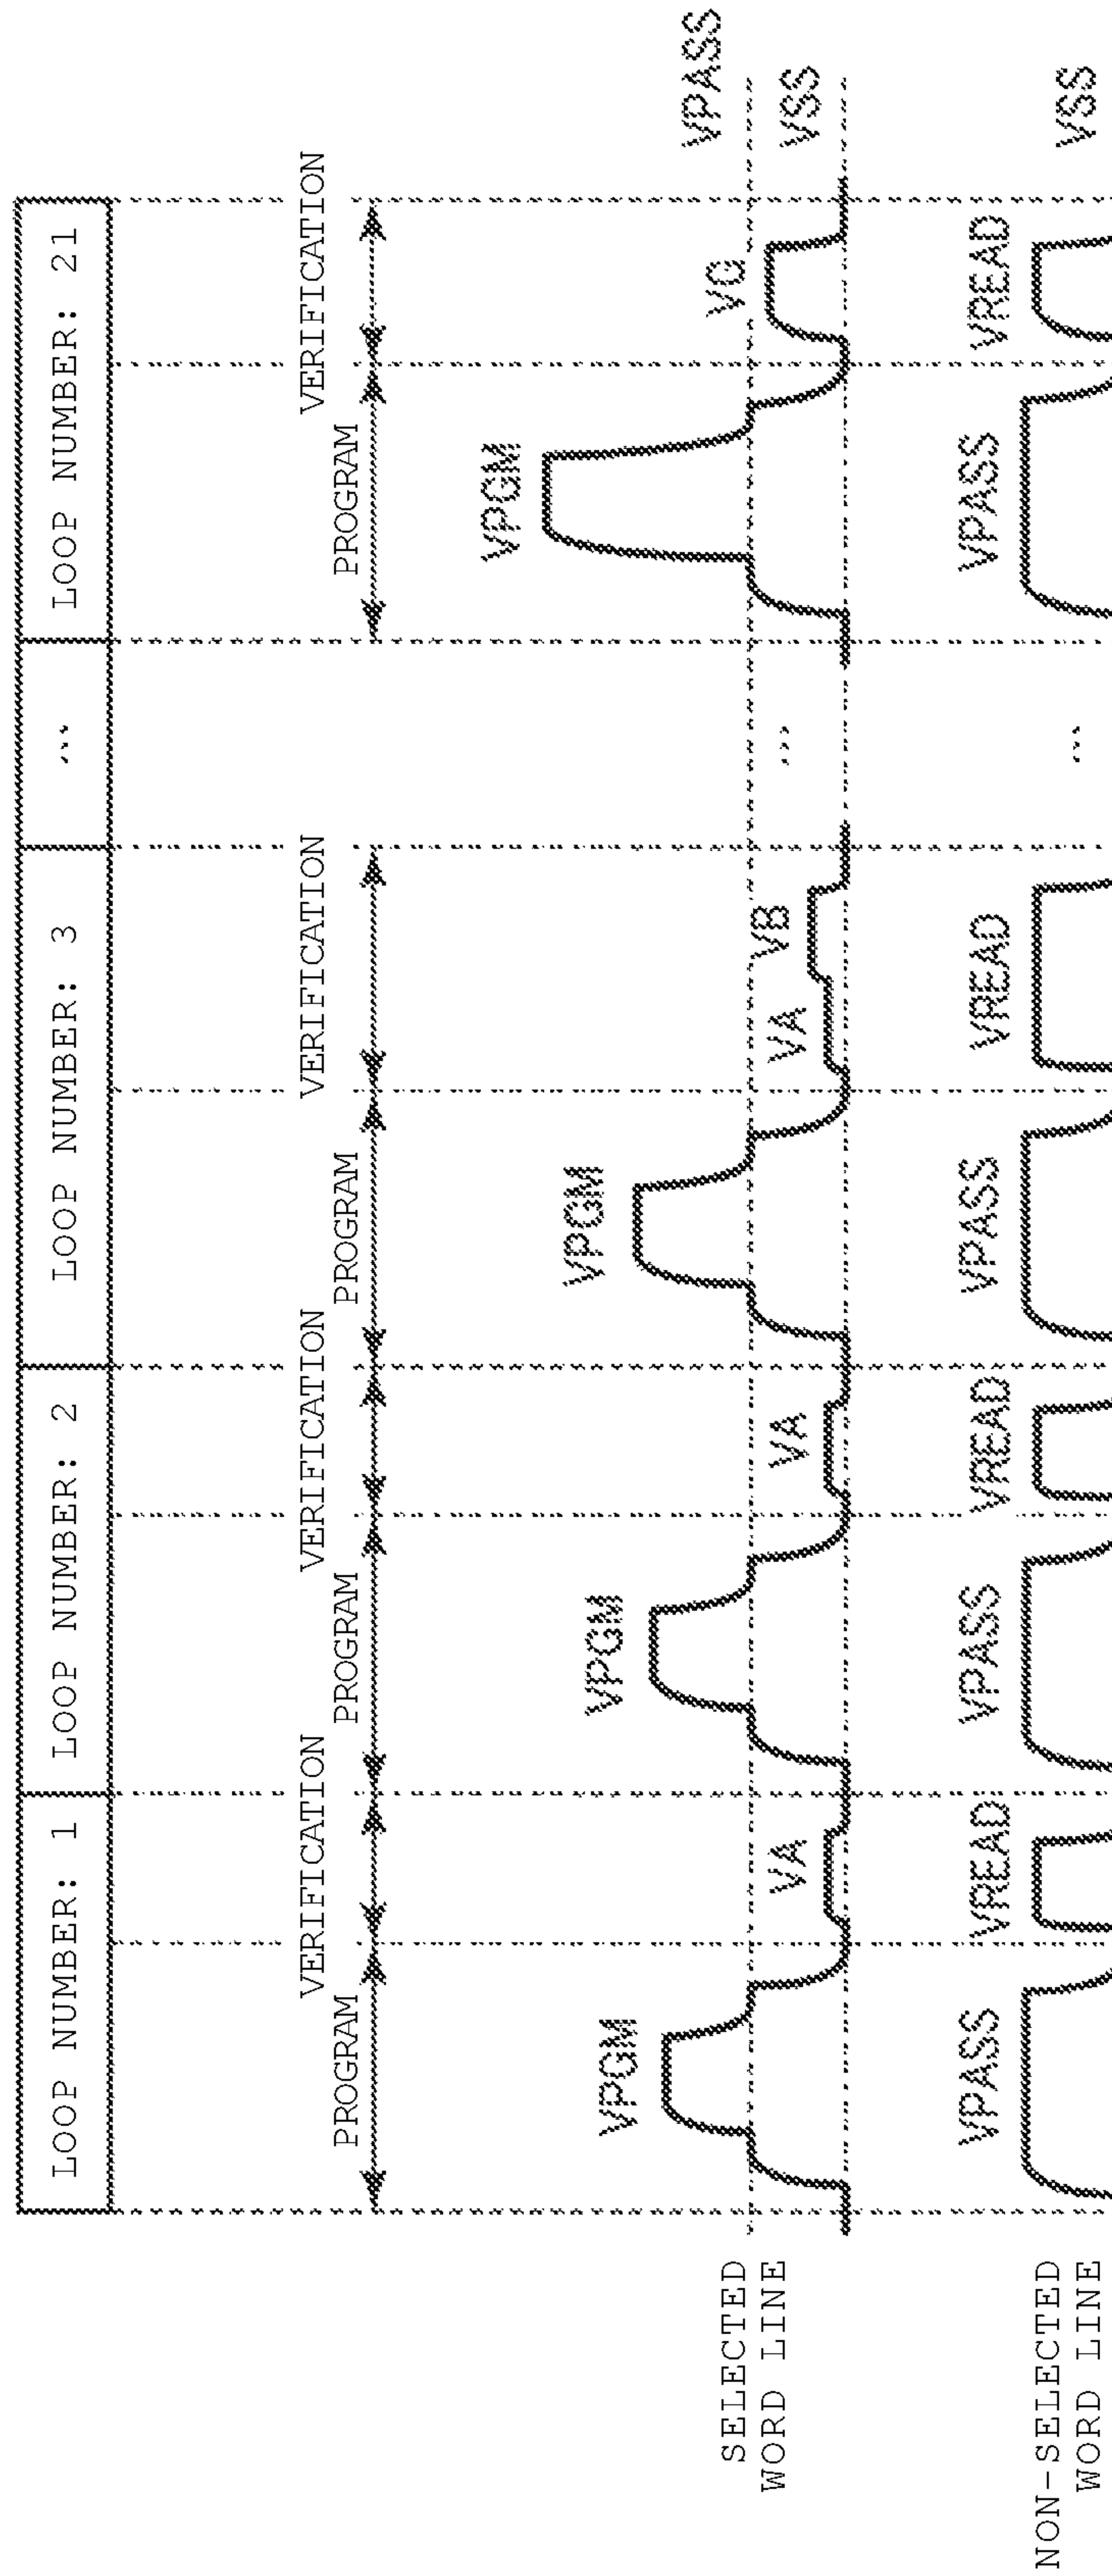 LOOP NUMBER: 1 LOOP NUMBER: 2 LOOP NUMBER: 3 ... LOOP NUMBER: 21
VERIFICATION VERIFICATION VERIFICATION VERIFICATION
PROGRAM PROGRAM PROGRAM PROGRAM
VPGM VPGM VPGM VPGM
VPASS
SELECTED
WORD LINE
VA VA VA VB ... VG
VSS
VPASS VREAD VPASS VREAD VPASS VREAD VPASS VREAD
NON-SELECTED
WORD LINE
...
VSS